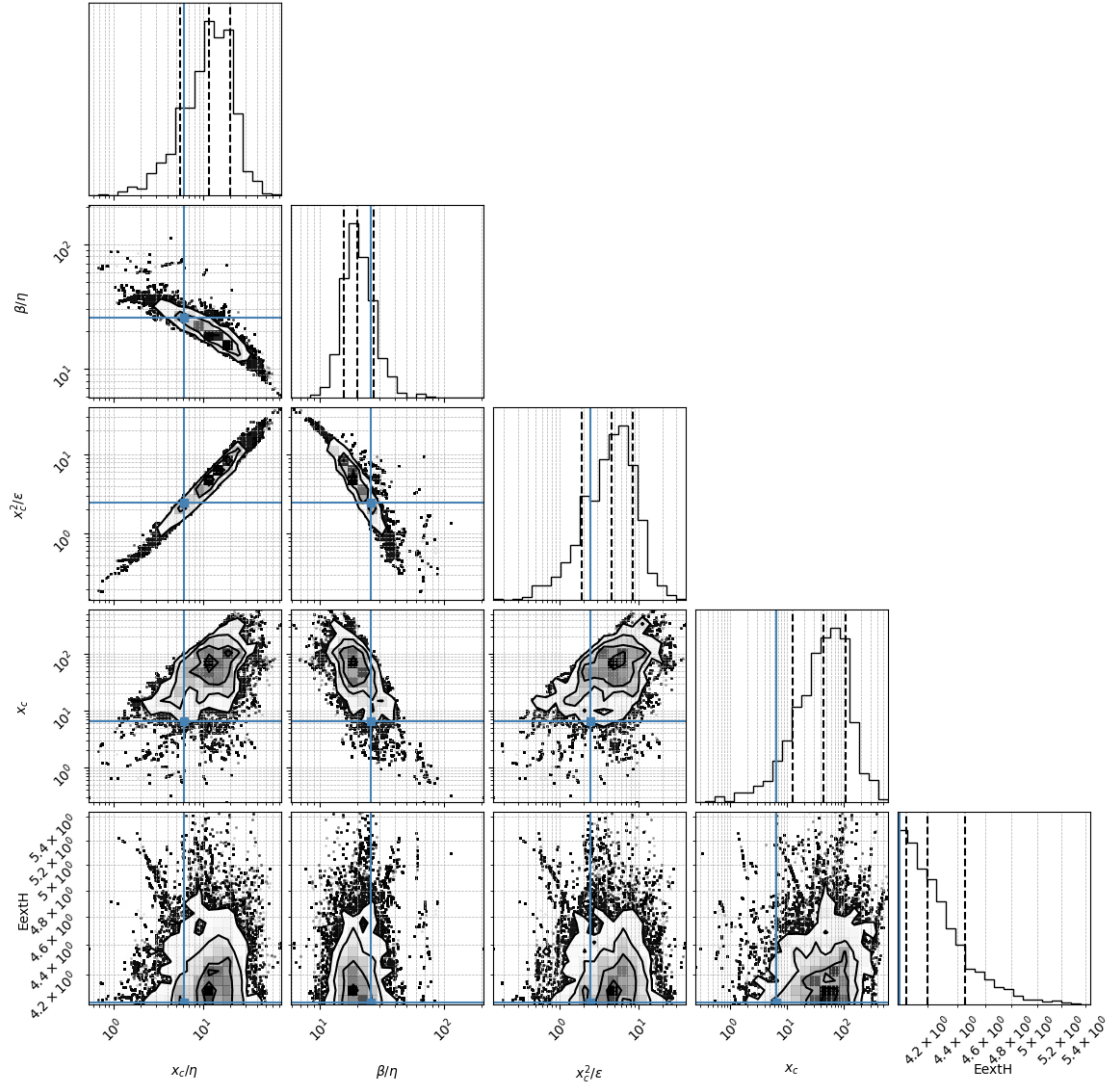 10²
10¹
β/η
10¹
10⁰
x_c²/ε
10²
10¹
10⁰
x_c
5.4 × 10⁰
5.2 × 10⁰
5 × 10⁰
4.8 × 10⁰
4.6 × 10⁰
4.4 × 10⁰
4.2 × 10⁰
EextH
10⁰ 10¹
x_c/η
10¹ 10²
β/η
10⁰ 10¹
x_c²/ε
10⁰ 10¹ 10²
x_c
4.2 × 10⁰ 4.4 × 10⁰ 4.6 × 10⁰ 4.8 × 10⁰ 5 × 10⁰ 5.2 × 10⁰ 5.4 × 10⁰
EextH